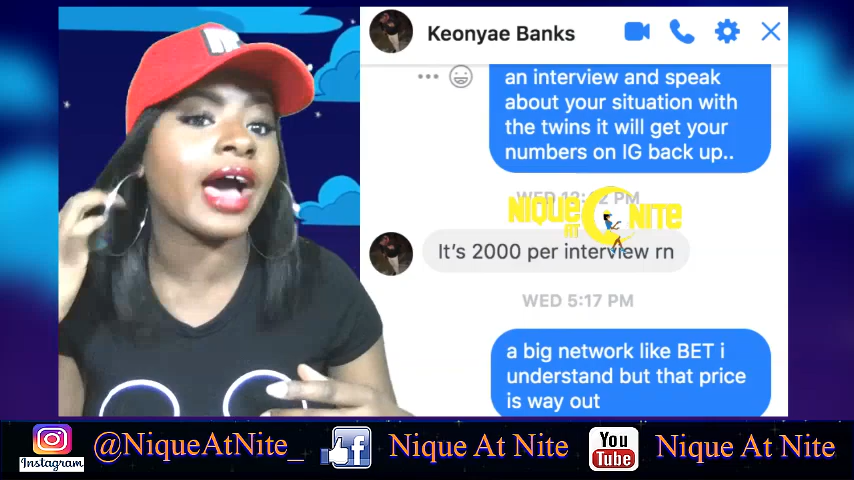 Keonyae Banks
an interview and speak
about your situation with
the twins it will get your
numbers on IG back up..
NIQUE AT NITE
It's 2000 per interview rn
WED 5:17 PM
a big network like BET i
understand but that price
is way out
Instagram
@NiqueAtNite_
f
Nique At Nite
You
Tube
Nique At Nite